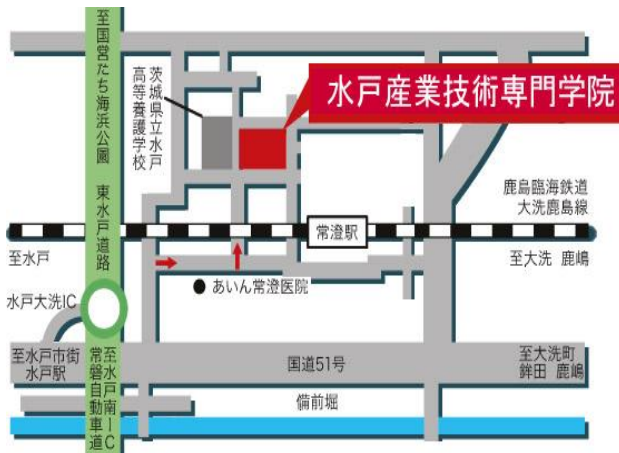 至国営ひたち海浜公園
東水戸道路
茨城県立水戸
高等養護学校
水戸産業技術専門学院
鹿島臨海鉄道
大洗鹿島線
常澄駅
至水戸
至大洗 鹿嶋
● あいん常澄医院
水戸大洗IC
至水戸市街
水戸駅
至水戸南IC
常磐自動車道
国道51号
至大洗町
鉾田 鹿嶋
備前堀